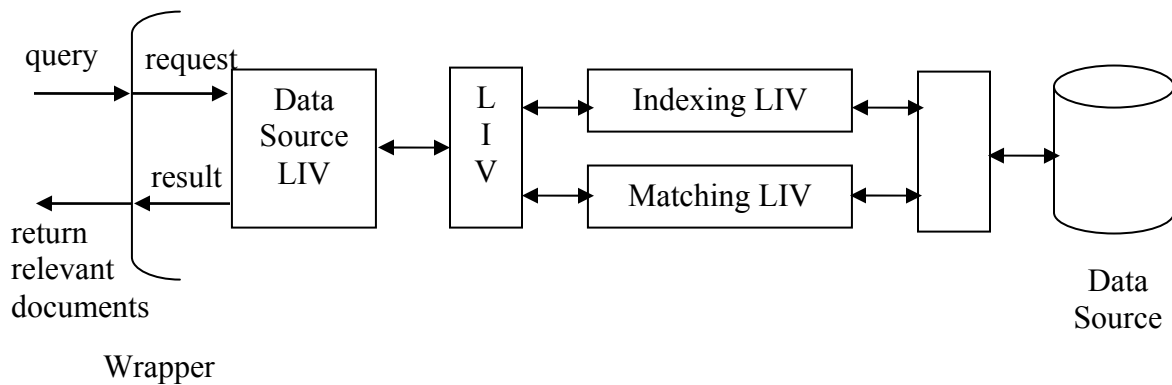 query
request
Data
Source
LIV
L
I
V
Indexing LIV
Matching LIV
result
return
relevant
documents
Data
Source
Wrapper